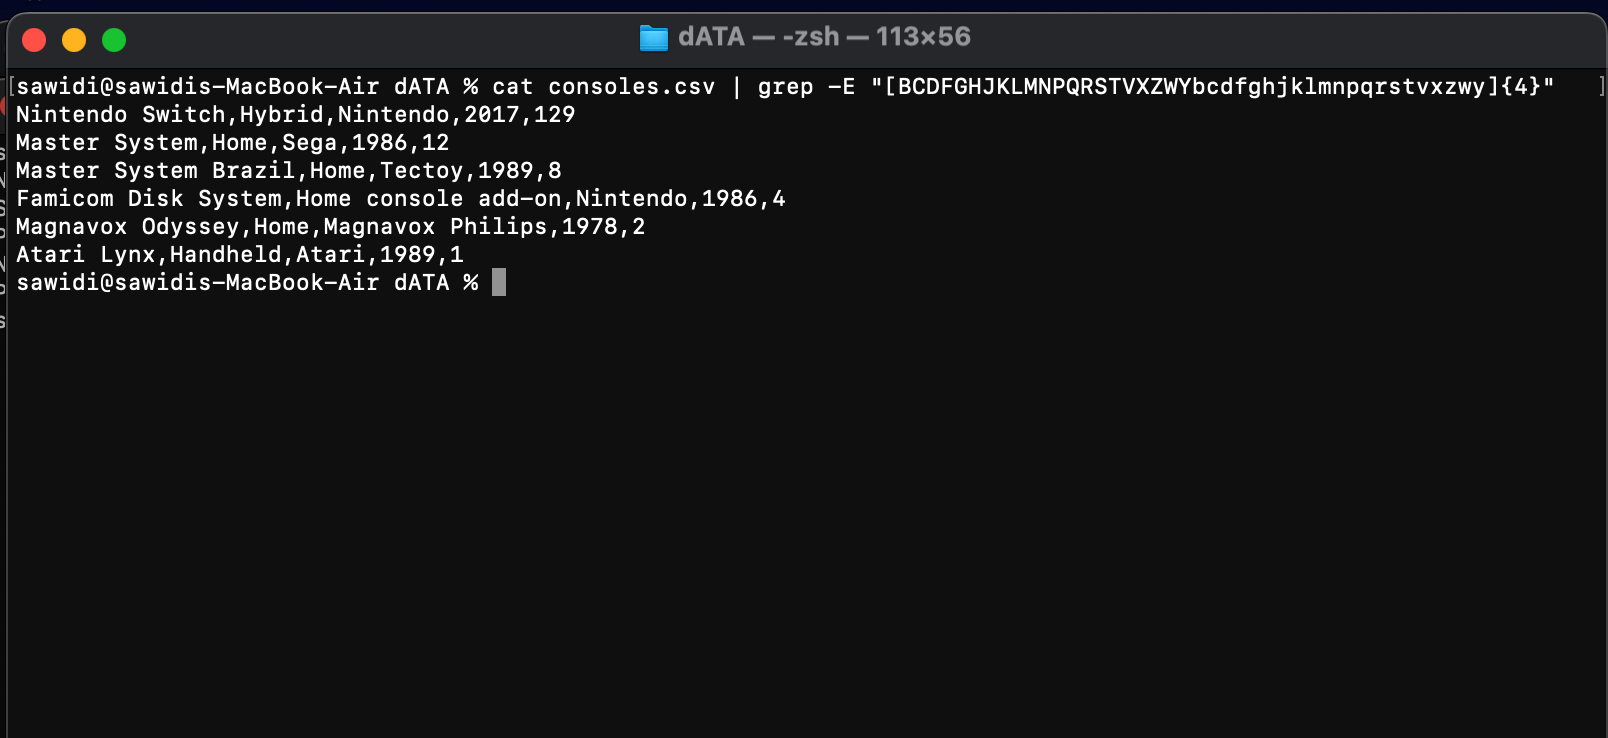 dATA — -zsh — 113×56
[sawidi@sawidis-MacBook-Air dATA % cat consoles.csv | grep -E "[BCDFGHJKLMNPQRSTVXZWYbcdfghjklmnpqrstvxzwy]{4}" ]
Nintendo Switch,Hybrid,Nintendo,2017,129
Master System,Home,Sega,1986,12
Master System Brazil,Home,Tectoy,1989,8
Famicom Disk System,Home console add-on,Nintendo,1986,4
Magnavox Odyssey,Home,Magnavox Philips,1978,2
Atari Lynx,Handheld,Atari,1989,1
sawidi@sawidis-MacBook-Air dATA %